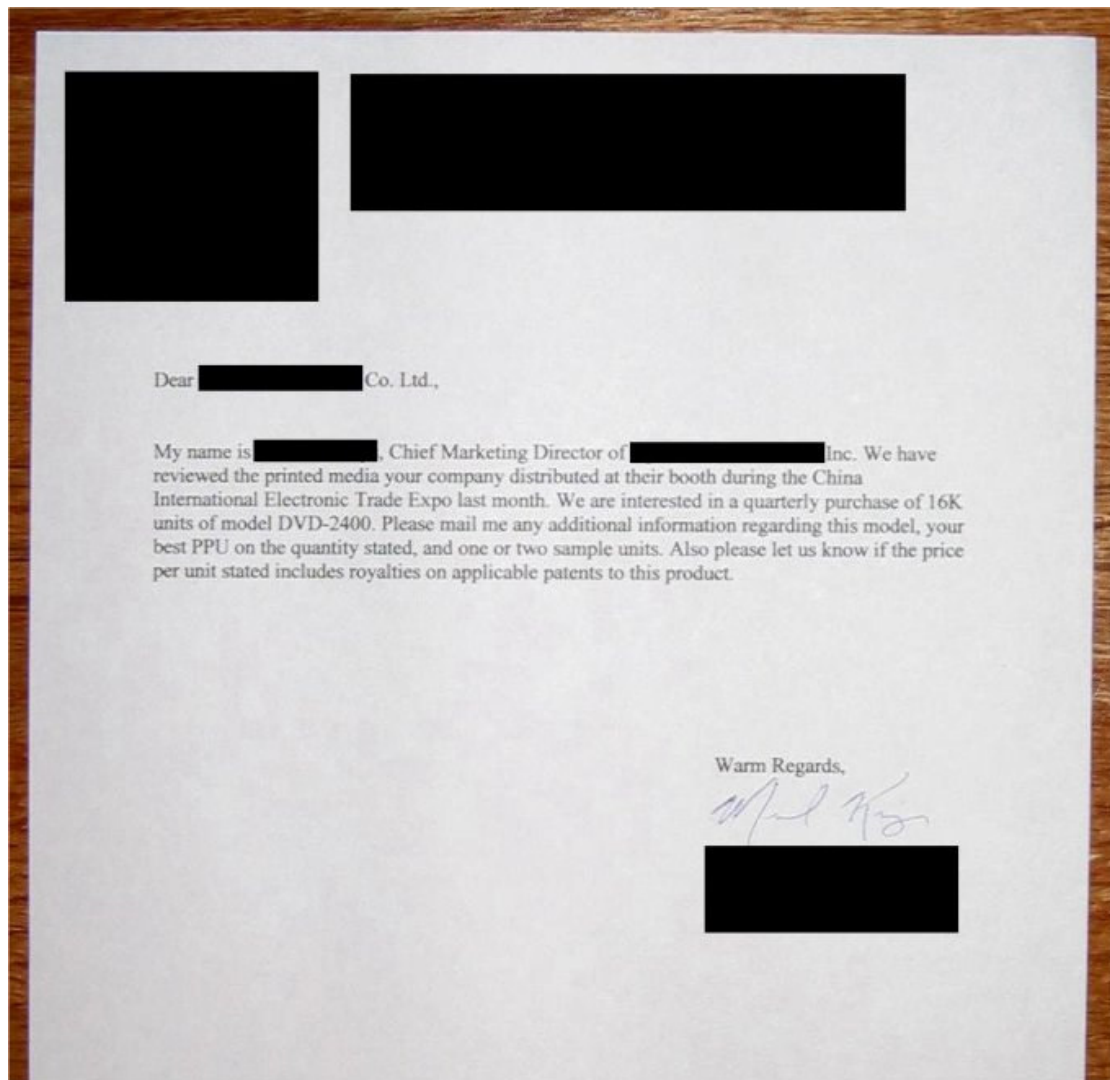 Dear Co. Ltd.,
My name is , Chief Marketing Director of Inc. We have
reviewed the printed media your company distributed at their booth during the China
International Electronic Trade Expo last month. We are interested in a quarterly purchase of 16K
units of model DVD-2400. Please mail me any additional information regarding this model, your
best PPU on the quantity stated, and one or two sample units. Also please let us know if the price
per unit stated includes royalties on applicable patents to this product.
Warm Regards,